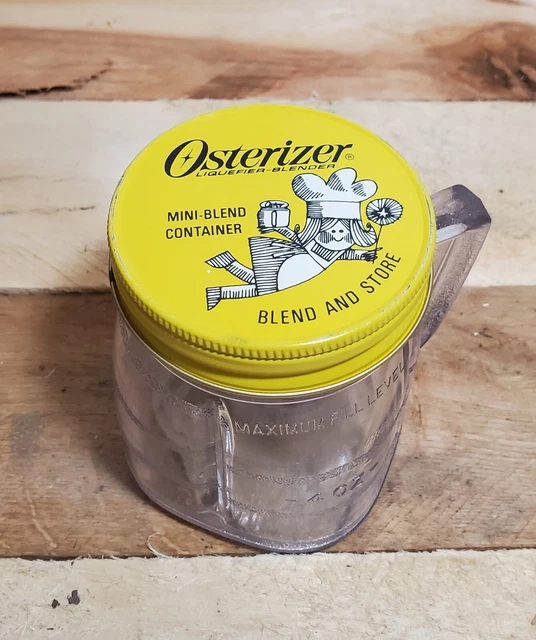 Osterizer®
LIQUEFIER-BLENDER
MINI-BLEND
CONTAINER
BLEND AND STORE
MAXIMUM FILL LEVEL
4 OZ.